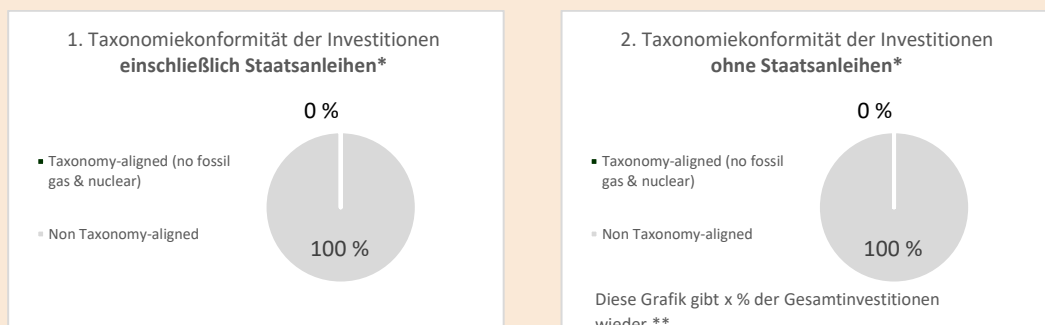 1. Taxonomiekonformität der Investitionen
einschließlich Staatsanleihen*
0 %
Taxonomy-aligned (no fossil
gas & nuclear)
Non Taxonomy-aligned
100 %
2. Taxonomiekonformität der Investitionen
ohne Staatsanleihen*
0 %
Taxonomy-aligned (no fossil
gas & nuclear)
Non Taxonomy-aligned
100 %
Diese Grafik gibt x % der Gesamtinvestitionen
wieder.**